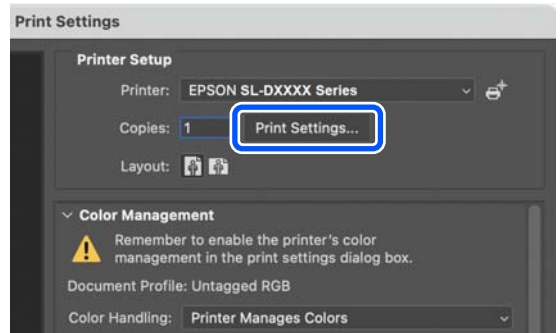 Print Settings
Printer Setup
Printer: EPSON SL-DXXXX Series
Copies: 1 Print Settings...
Layout:
Color Management
Remember to enable the printer's color
management in the print settings dialog box.
Document Profile: Untagged RGB
Color Handling: Printer Manages Colors